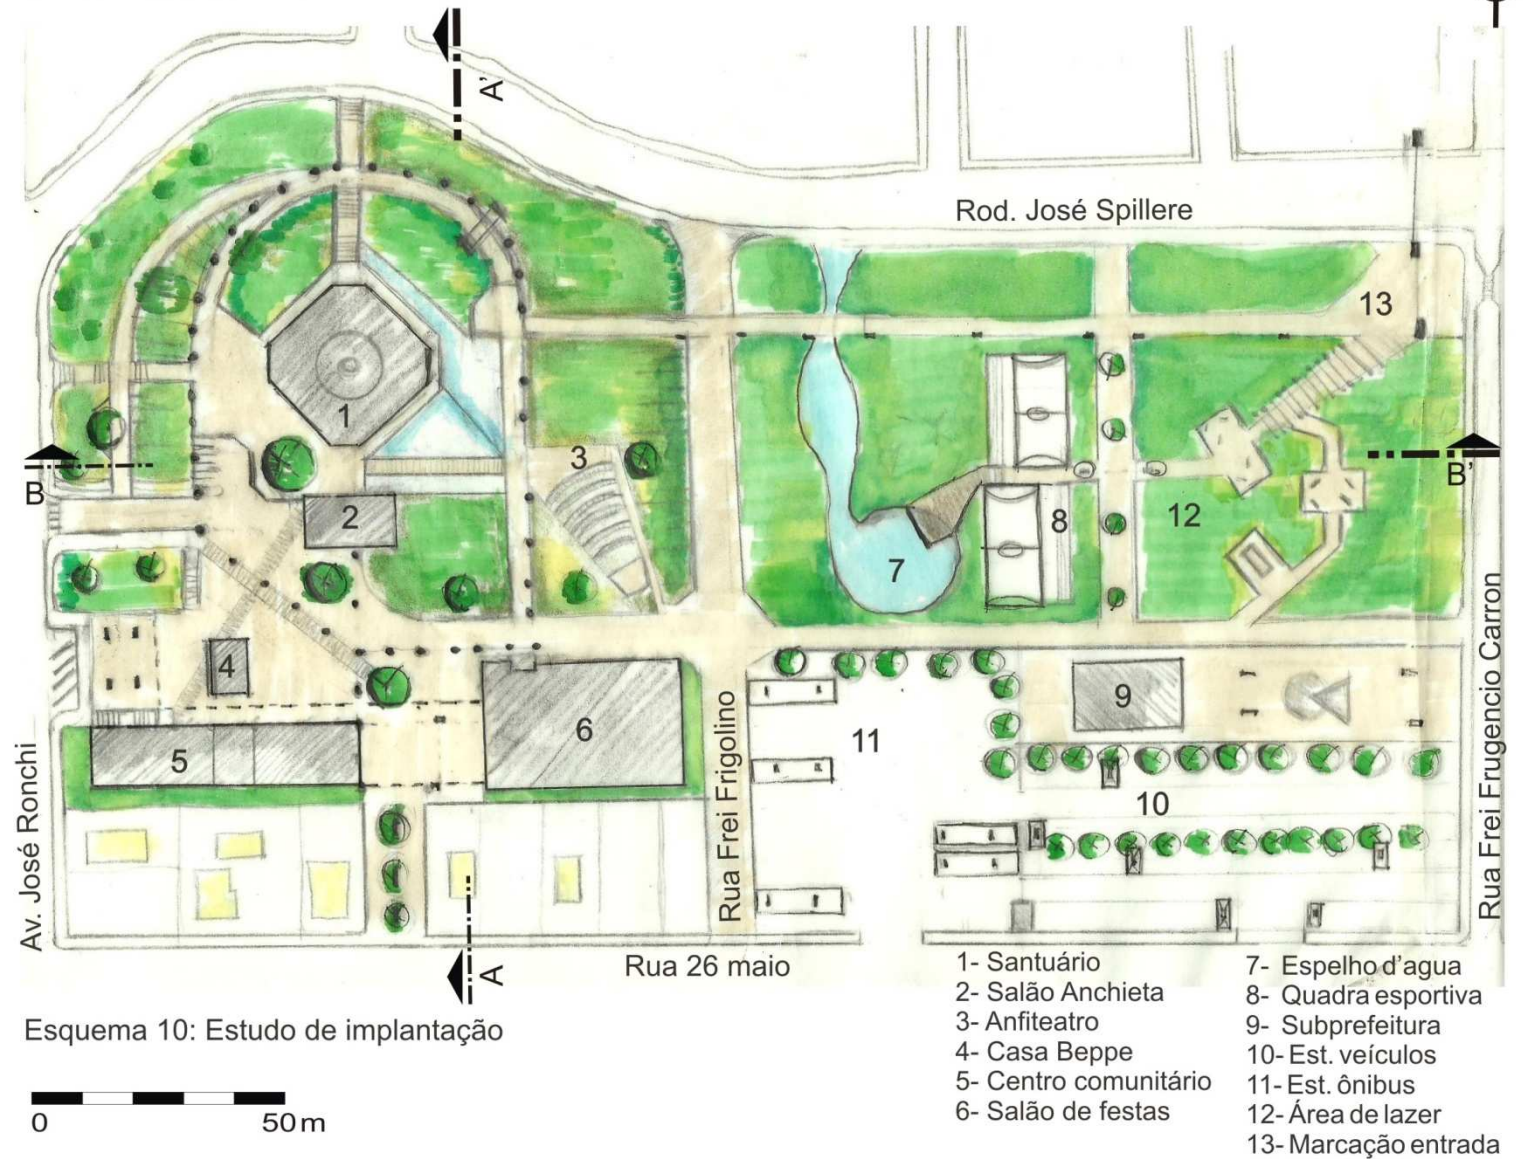 A'
Rod. José Spillere
13
1
3
B
B'
2
8
12
7
4
9
5
6
11
10
Av. José Ronchi
Rua Frei Frigolino
Rua Frei Frugencio Carron
Rua 26 maio
A
Esquema 10: Estudo de implantação
0 50m
1- Santuário
2- Salão Anchieta
3- Anfiteatro
4- Casa Beppe
5- Centro comunitário
6- Salão de festas
7- Espelho d'agua
8- Quadra esportiva
9- Subprefeitura
10- Est. veículos
11- Est. ônibus
12- Área de lazer
13- Marcação entrada